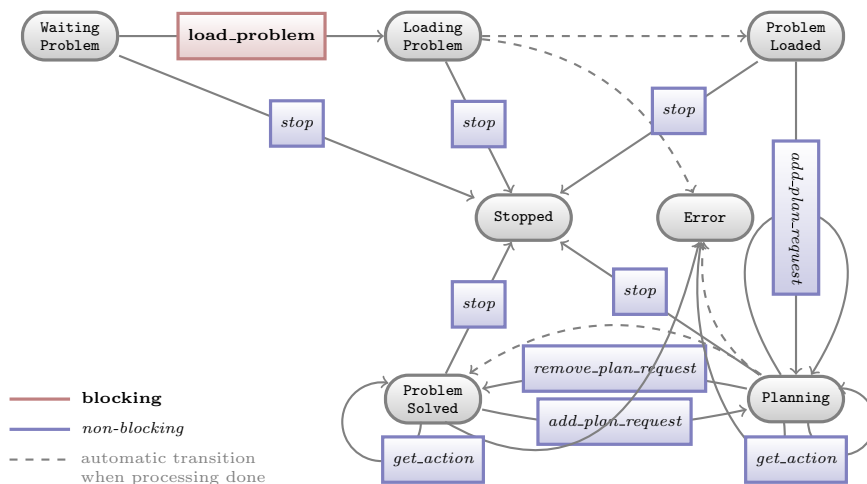 Waiting
Problem
load_problem
Loading
Problem
Problem
Loaded
stop
stop
stop
add_plan_request
Stopped
Error
stop
stop
remove_plan_request
Problem
Solved
Planning
add_plan_request
get_action
get_action
blocking
non-blocking
automatic transition
when processing done